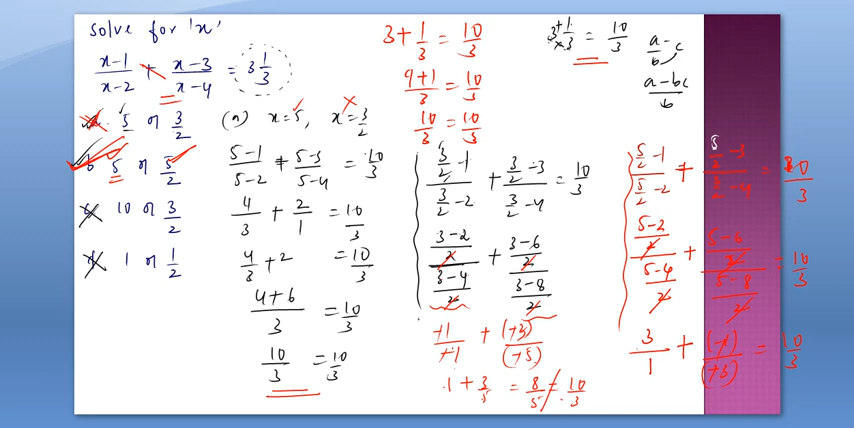 solve for 'x'
x-1/x-2 + x-3/x-4 = 3 1/3
a. 5 or 3/2
b 5 or 5/2
c 10 or 3/2
d 1 or 1/2
(a) x=5, x=3/2
5-1/5-2 + 5-3/5-4 = 10/3
4/3 + 2/1 = 10/3
4/3 + 2 = 10/3
4+6/3 = 10/3
10/3 = 10/3
3 + 1/3 = 10/3
9+1/3 = 10/3
10/3 = 10/3
3 + 1/× 3 = 10/3
a/b - c
a-bc/b
3/2 -1/3/2 -2 + 3/2 -3/3/2 -4 = 10/3
3-2/2/3-4/2 + 3-6/2/3-8/2
+1/-1 + (+3)/(+5)
1 + 3/5 = 8/5 = 10/3
5/2 -1/5/2 -2 + 5/2 -3/5/2 -4 = 10/3
5-2/2/5-4/2 + 5-6/2/5-8/2 = 10/3
3/1 + (-1)/(+3) = 10/3